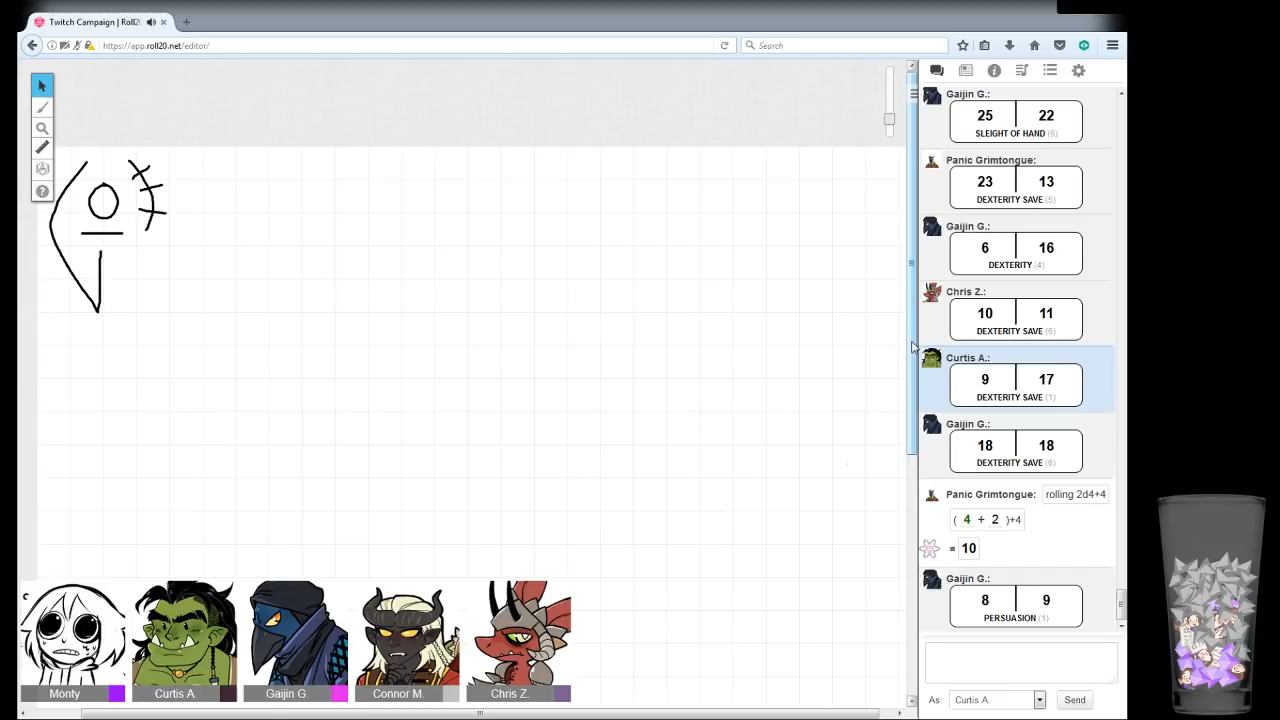 Twitch Campaign | Roll20
https://app.roll20.net/editor/
Search
Gaijin G.:
25 22
SLEIGHT OF HAND (6)
Panic Grimtongue:
23 13
DEXTERITY SAVE (5)
Gaijin G.:
6 16
DEXTERITY (4)
Chris Z.:
10 11
DEXTERITY SAVE (6)
Curtis A.:
9 17
DEXTERITY SAVE (1)
Gaijin G.:
18 18
DEXTERITY SAVE (6)
Panic Grimtongue: rolling 2d4+4
( 4 + 2 )+4
= 10
Gaijin G.:
8 9
PERSUASION (1)
Monty
Curtis A.
Gaijin G.
Connor M.
Chris Z.
As: Curtis A. Send